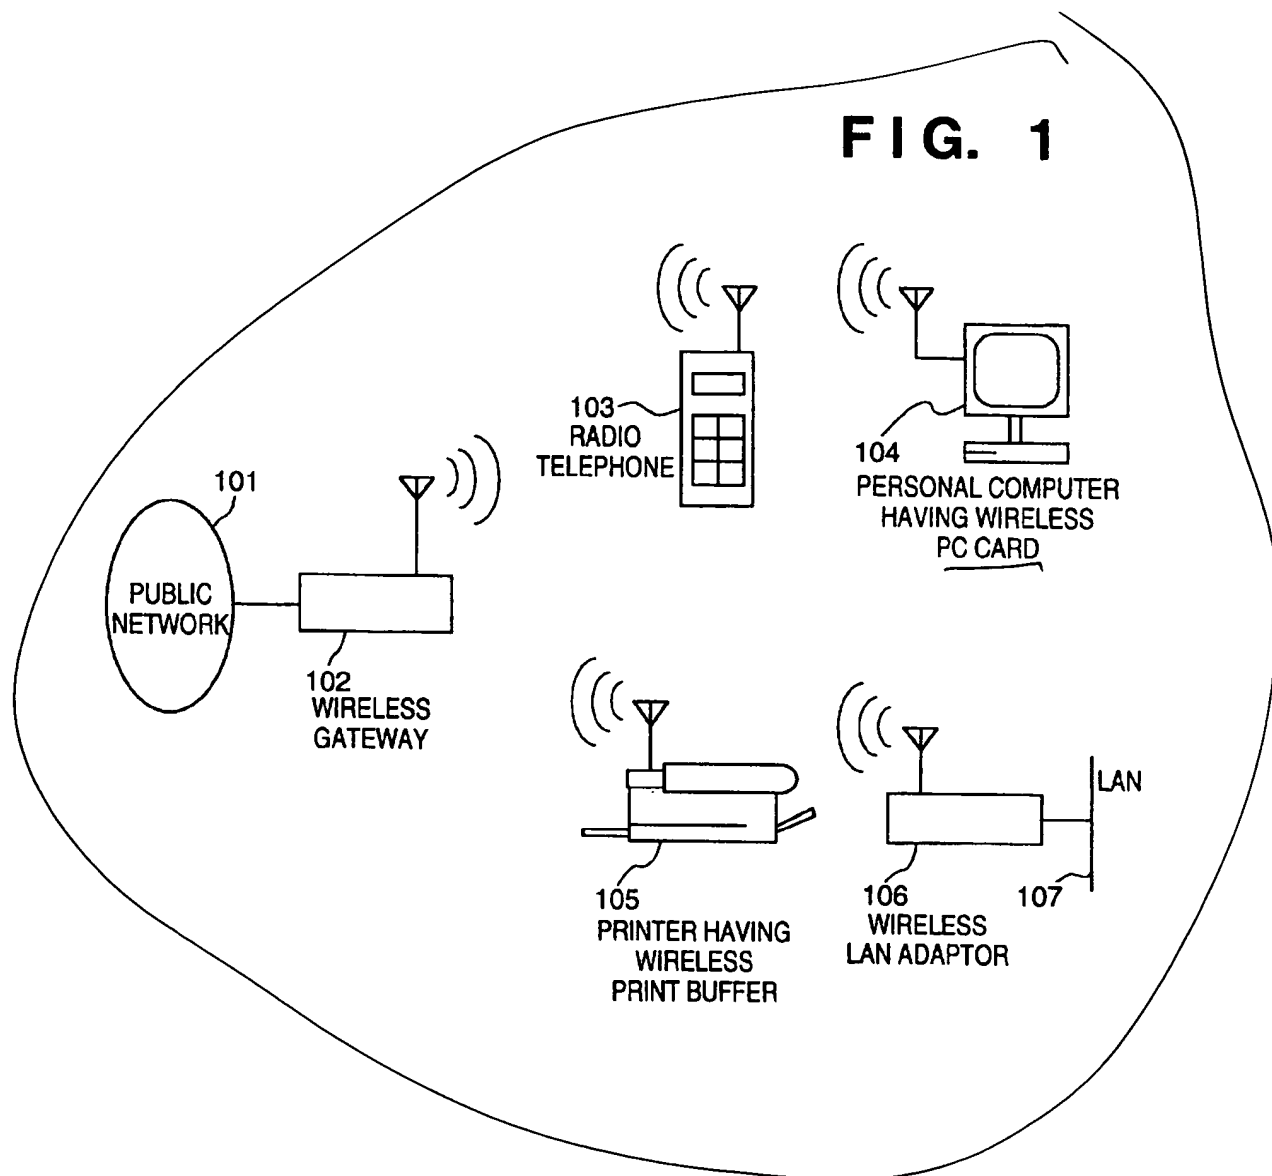 FIG. 1
103
RADIO
TELEPHONE
104
PERSONAL COMPUTER
HAVING WIRELESS
PC CARD
101
PUBLIC
NETWORK
102
WIRELESS
GATEWAY
105
PRINTER HAVING
WIRELESS
PRINT BUFFER
106
WIRELESS
LAN ADAPTOR
LAN
107